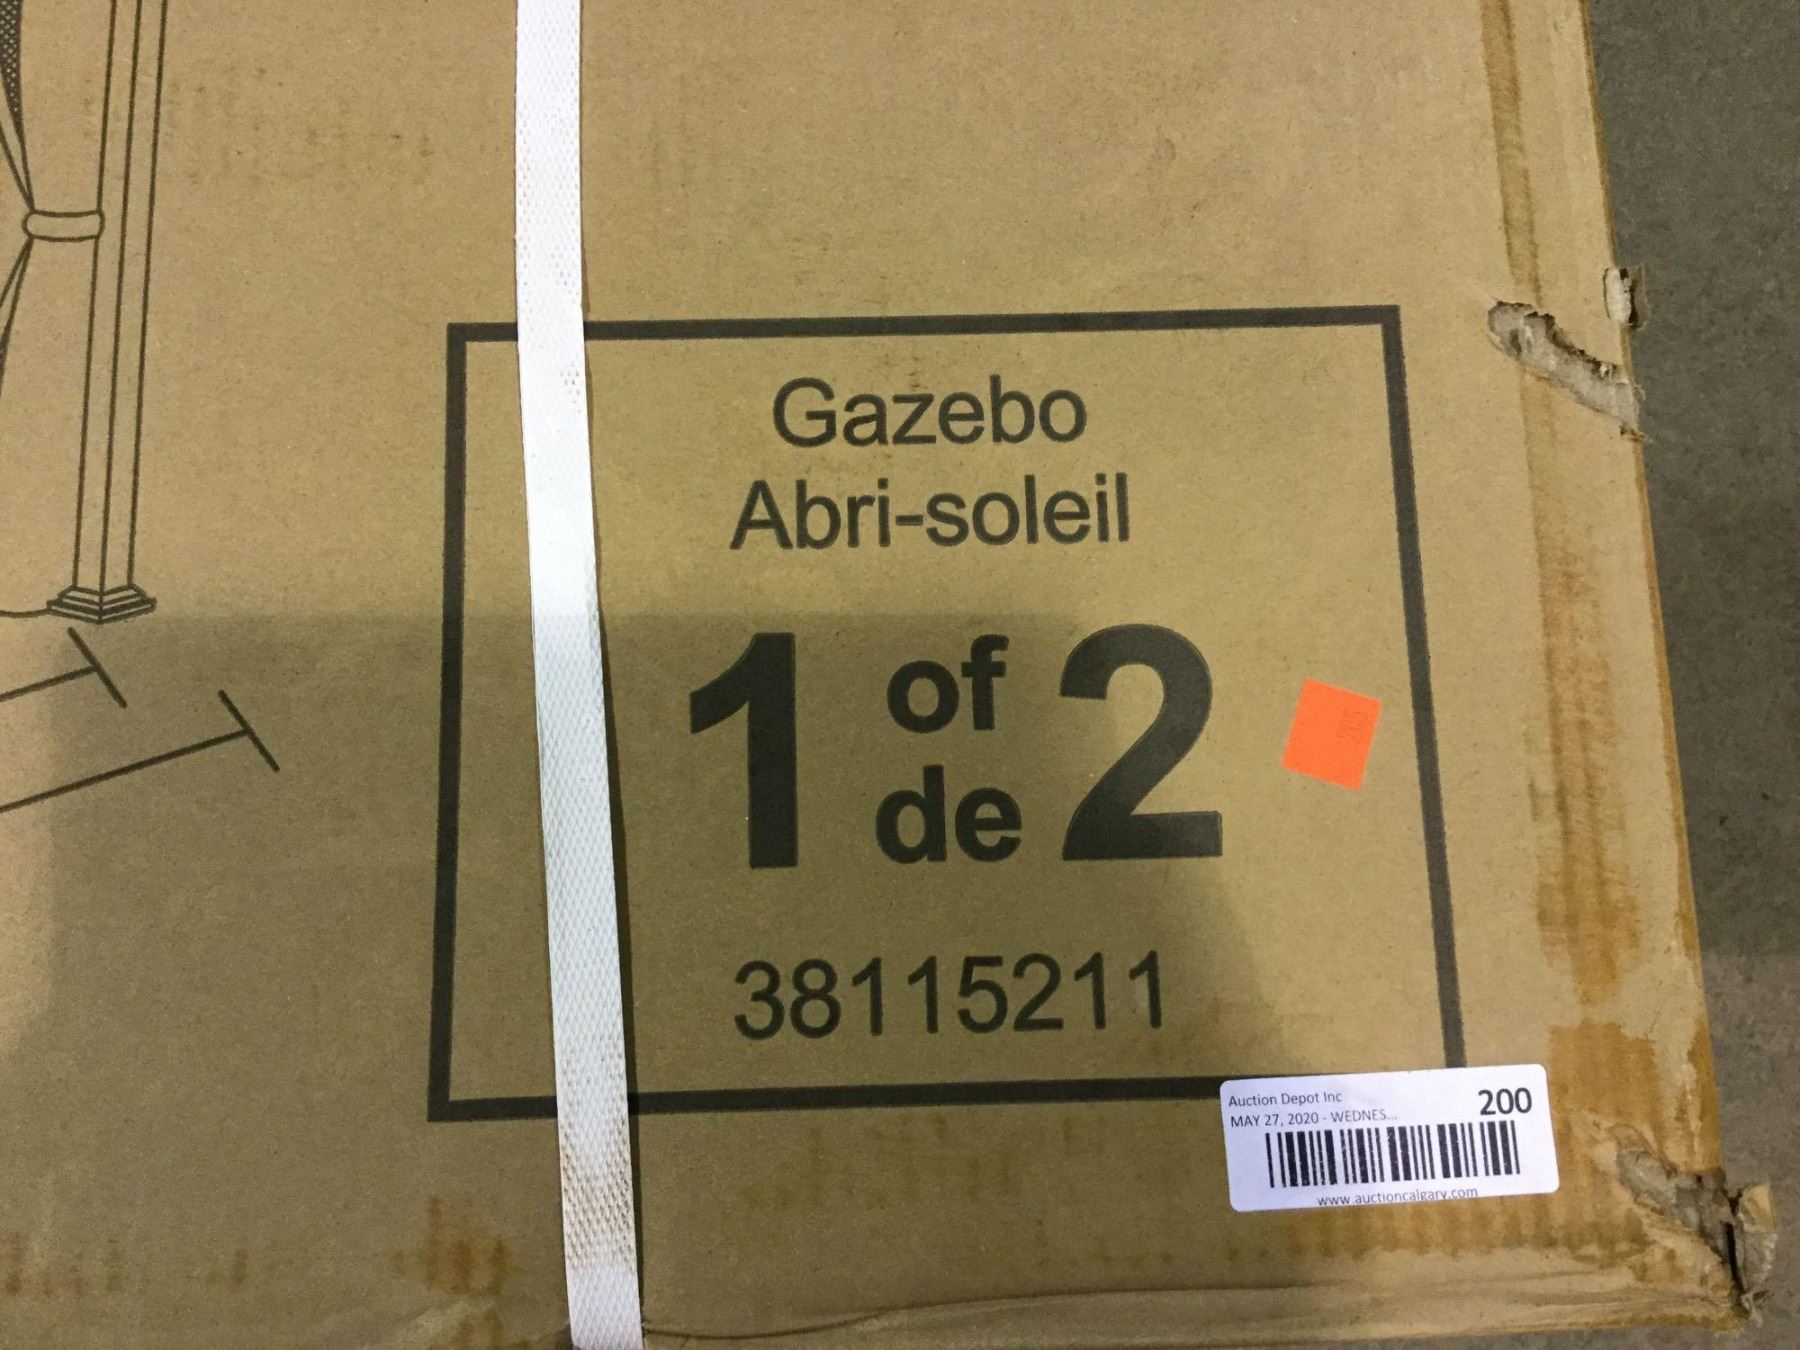 Gazebo
Abri-soleil
1 of de 2
38115211
Auction Depot Inc
200
MAY 27, 2020 - WEDNES...
www.auctioncalgary.com